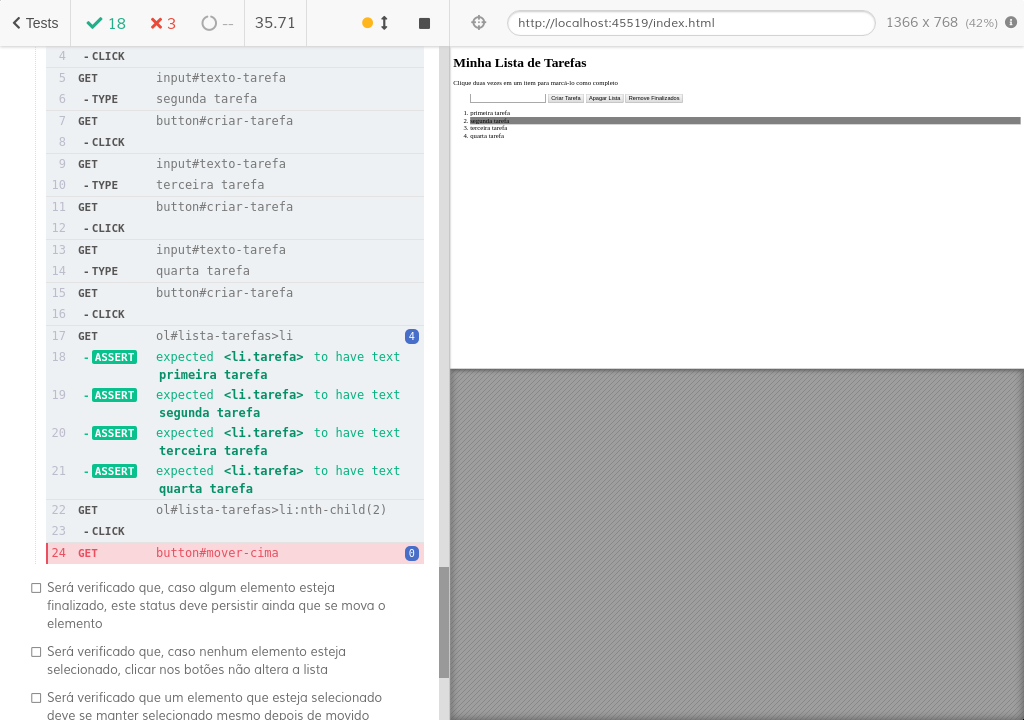 Tests 18 3 -- 35.71 http://localhost:45519/index.html 1366 x 768 (42%)
4 - CLICK
5 GET input#texto-tarefa
6 - TYPE segunda tarefa
7 GET button#criar-tarefa
8 - CLICK
9 GET input#texto-tarefa
10 - TYPE terceira tarefa
11 GET button#criar-tarefa
12 - CLICK
13 GET input#texto-tarefa
14 - TYPE quarta tarefa
15 GET button#criar-tarefa
16 - CLICK
17 GET ol#lista-tarefas>li 4
18 - ASSERT expected <li.tarefa> to have text
primeira tarefa
19 - ASSERT expected <li.tarefa> to have text
segunda tarefa
20 - ASSERT expected <li.tarefa> to have text
terceira tarefa
21 - ASSERT expected <li.tarefa> to have text
quarta tarefa
22 GET ol#lista-tarefas>li:nth-child(2)
23 - CLICK
24 GET button#mover-cima 0
Será verificado que, caso algum elemento esteja
finalizado, este status deve persistir ainda que se mova o
elemento
Será verificado que, caso nenhum elemento esteja
selecionado, clicar nos botões não altera a lista
Será verificado que um elemento que esteja selecionado
deve se manter selecionado mesmo depois de movido
Minha Lista de Tarefas
Clique duas vezes em um item para marcá-lo como completo
Criar Tarefa Apagar Lista Remove Finalizados
1. primeira tarefa
2. segunda tarefa
3. terceira tarefa
4. quarta tarefa